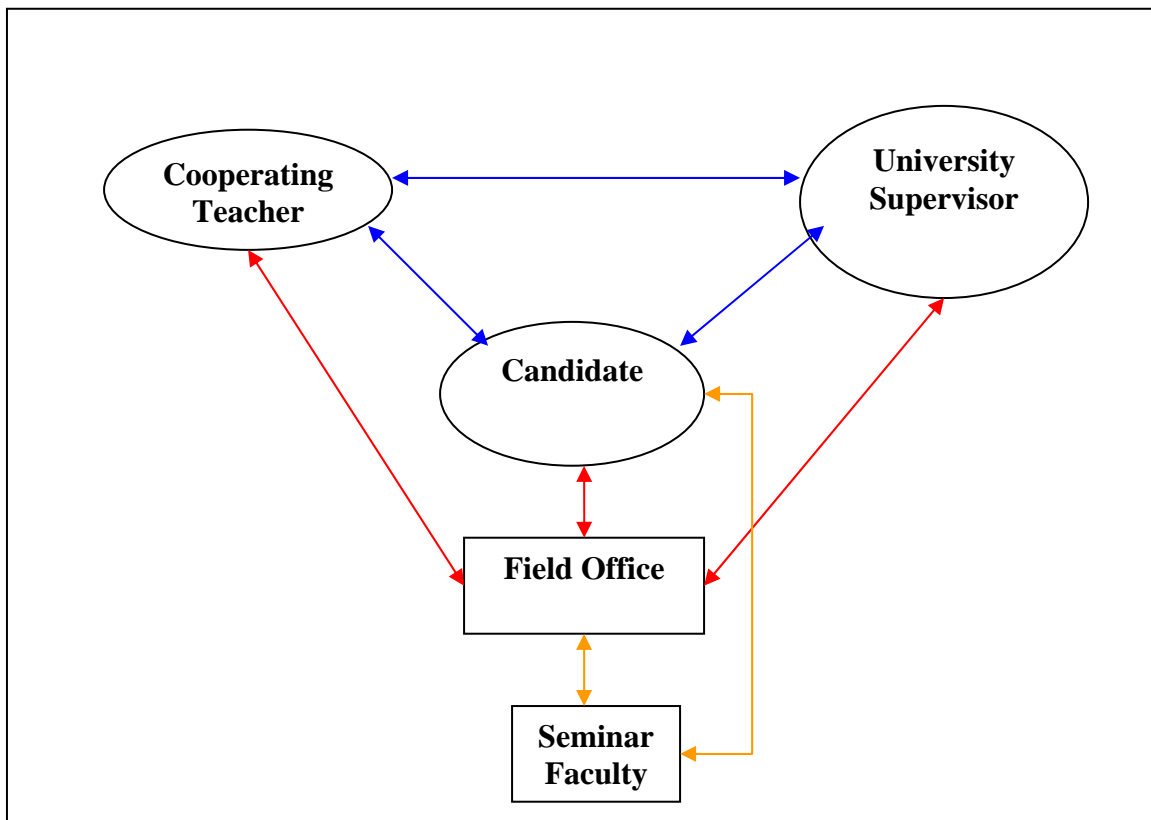 Cooperating
Teacher
University
Supervisor
Candidate
Field Office
Seminar
Faculty